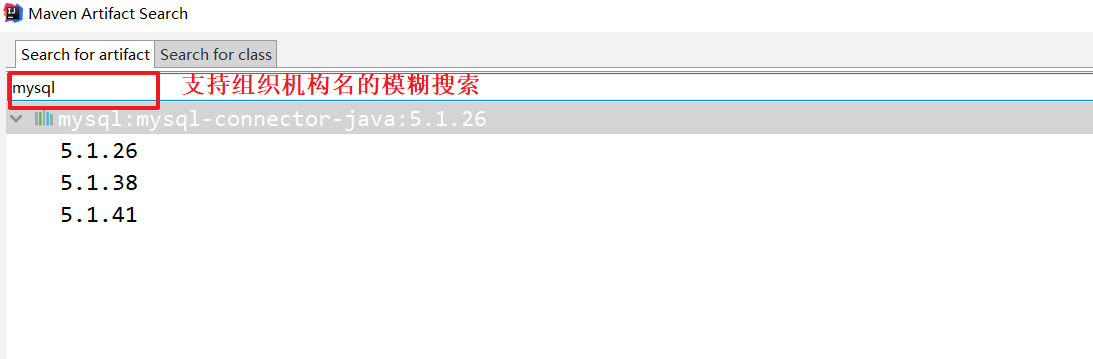 Maven Artifact Search
Search for artifact Search for class
mysql 支持组织机构名的模糊搜索
mysql:mysql-connector-java:5.1.26
5.1.26
5.1.38
5.1.41